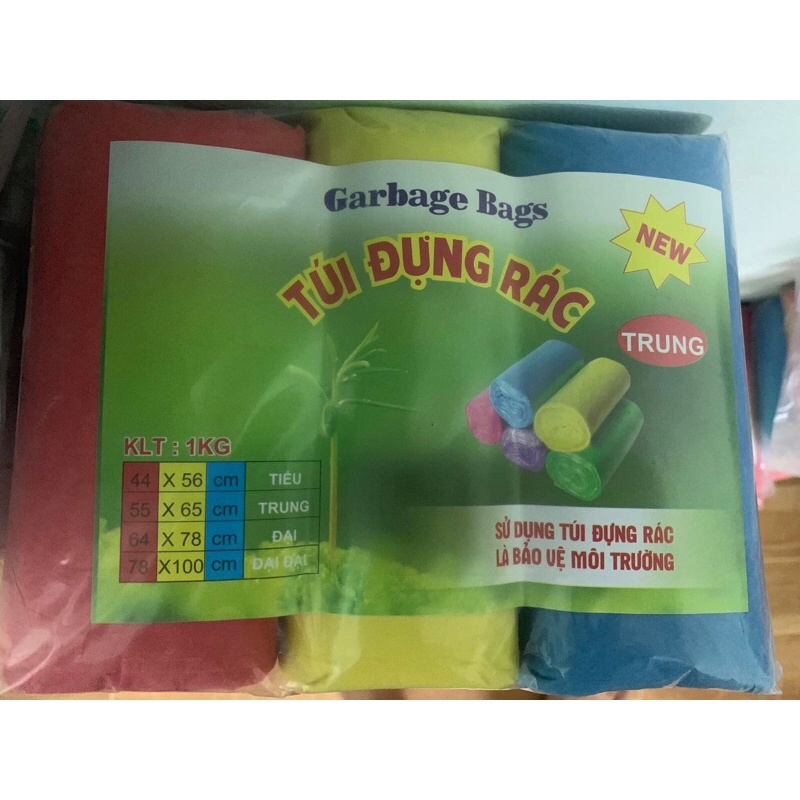 Garbage Bags
NEW
TÚI ĐỰNG RÁC
TRUNG
KLT : 1KG
44 X 56 cm TIỂU
55 X 65 cm TRUNG
64 X 78 cm ĐẠI
78 X100 cm ĐẠI ĐẠI
SỬ DỤNG TÚI ĐỰNG RÁC
LÀ BẢO VỆ MÔI TRƯỜNG